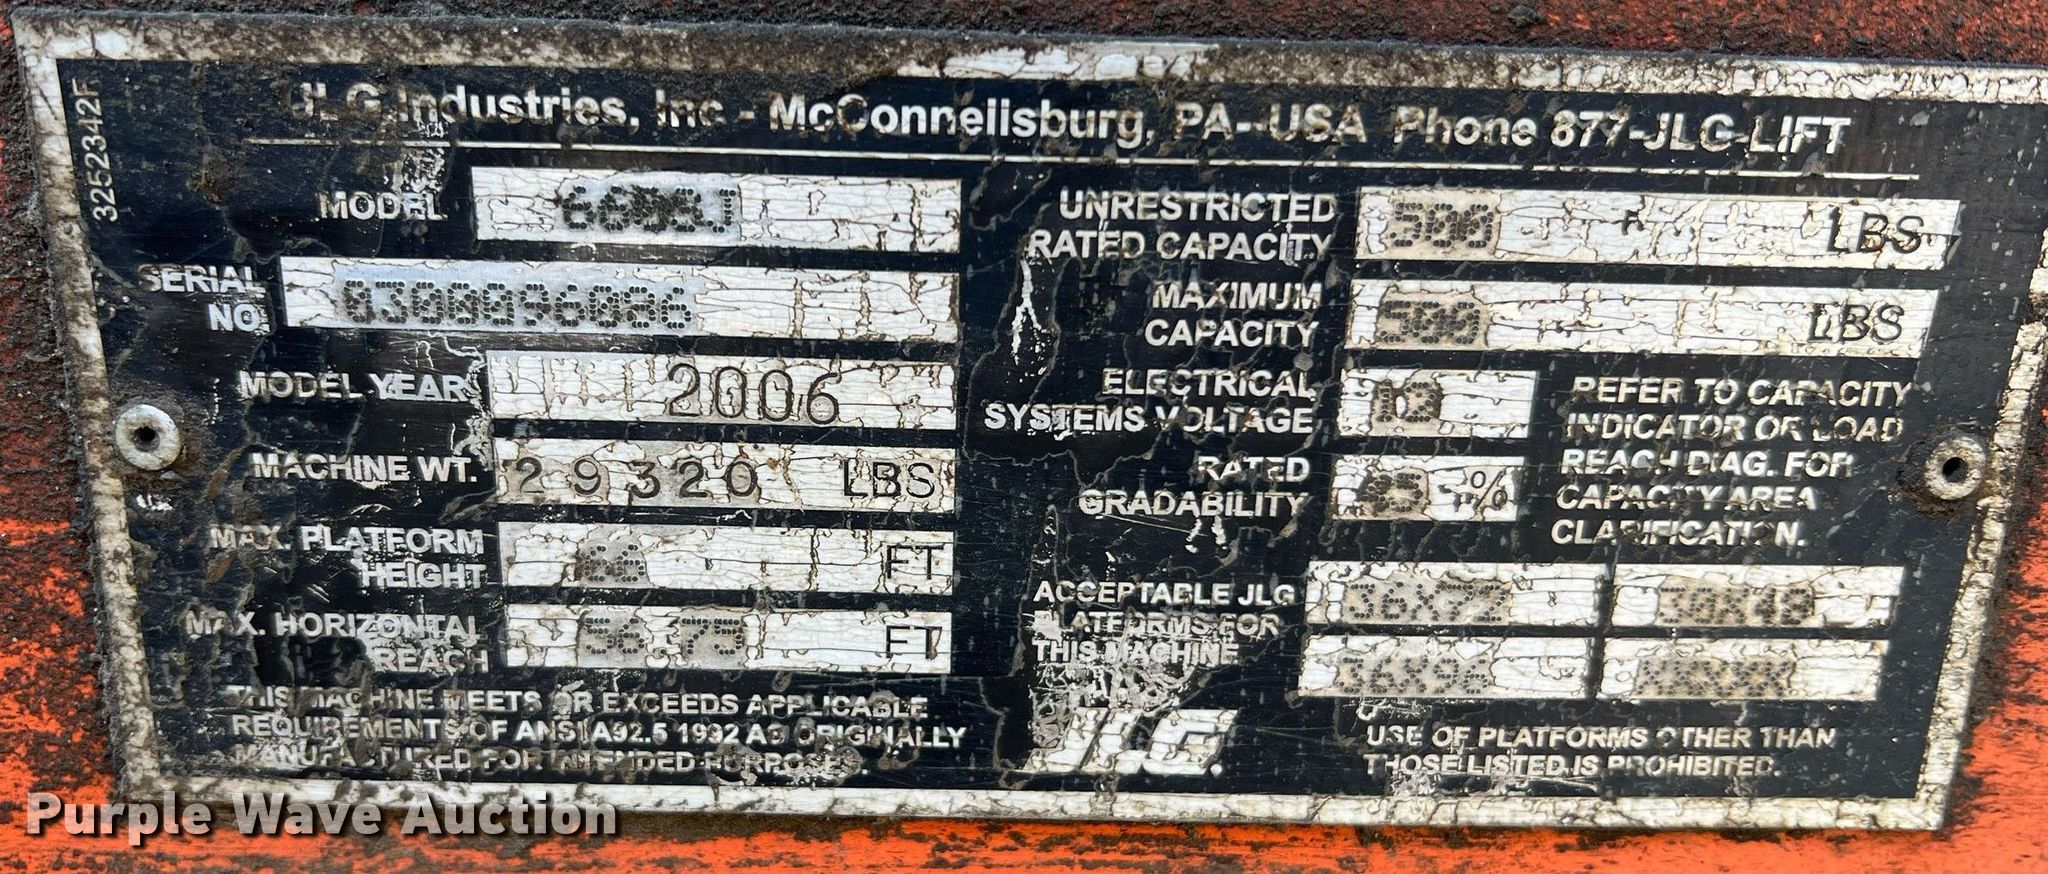 3252342F
JLG Industries, Inc - McConnellsburg, PA--USA Phone 877-JLG-LIFT
MODEL 660SJ
SERIAL NO 0300096086
MODEL YEAR 2006
MACHINE WT. 29320 LBS
MAX. PLATFORM HEIGHT 66 FT
MAX. HORIZONTAL REACH 56.75 FT
THIS MACHINE MEETS OR EXCEEDS APPLICABLE
REQUIREMENTS OF ANSI A92.5 1992 AS ORIGINALLY
MANUFACTURED FOR INTENDED PURPOSES.
UNRESTRICTED RATED CAPACITY 500 LBS
MAXIMUM CAPACITY 500 LBS
ELECTRICAL SYSTEMS VOLTAGE 12
RATED GRADABILITY 45 %
REFER TO CAPACITY
INDICATOR OR LOAD
REACH DIAG. FOR
CAPACITY AREA
CLARIFICATION.
ACCEPTABLE JLG PLATFORMS FOR THIS MACHINE
36X72 30X48
36X96
JLG.
USE OF PLATFORMS OTHER THAN
THOSE LISTED IS PROHIBITED.
Purple Wave Auction